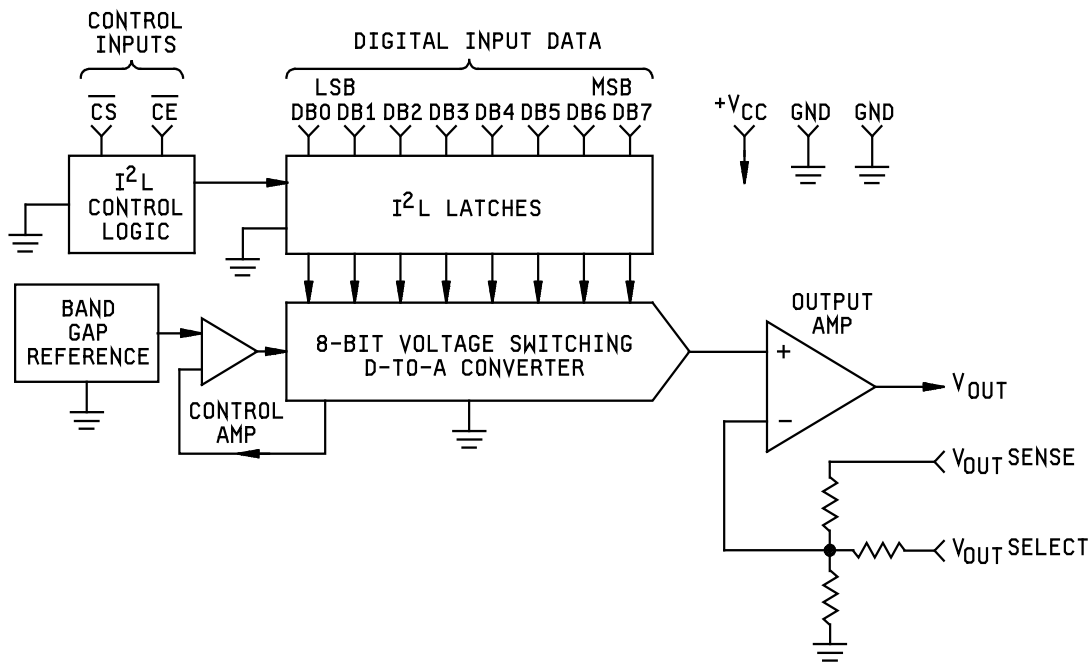 CONTROL
INPUTS
DIGITAL INPUT DATA
LSB MSB
C̅S̅ C̅E̅ DB0 DB1 DB2 DB3 DB4 DB5 DB6 DB7
+VCC GND GND
I²L
CONTROL
LOGIC
I²L LATCHES
BAND
GAP
REFERENCE
CONTROL
AMP
8-BIT VOLTAGE SWITCHING
D-TO-A CONVERTER
OUTPUT
AMP
+
−
VOUT
VOUT SENSE
VOUT SELECT